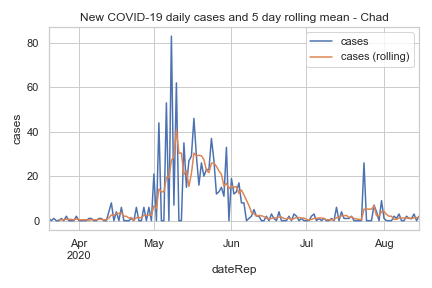 New COVID-19 daily cases and 5 day rolling mean - Chad
cases
cases (rolling)
80
60
40
20
0
cases
Apr
2020
May
Jun
Jul
Aug
dateRep